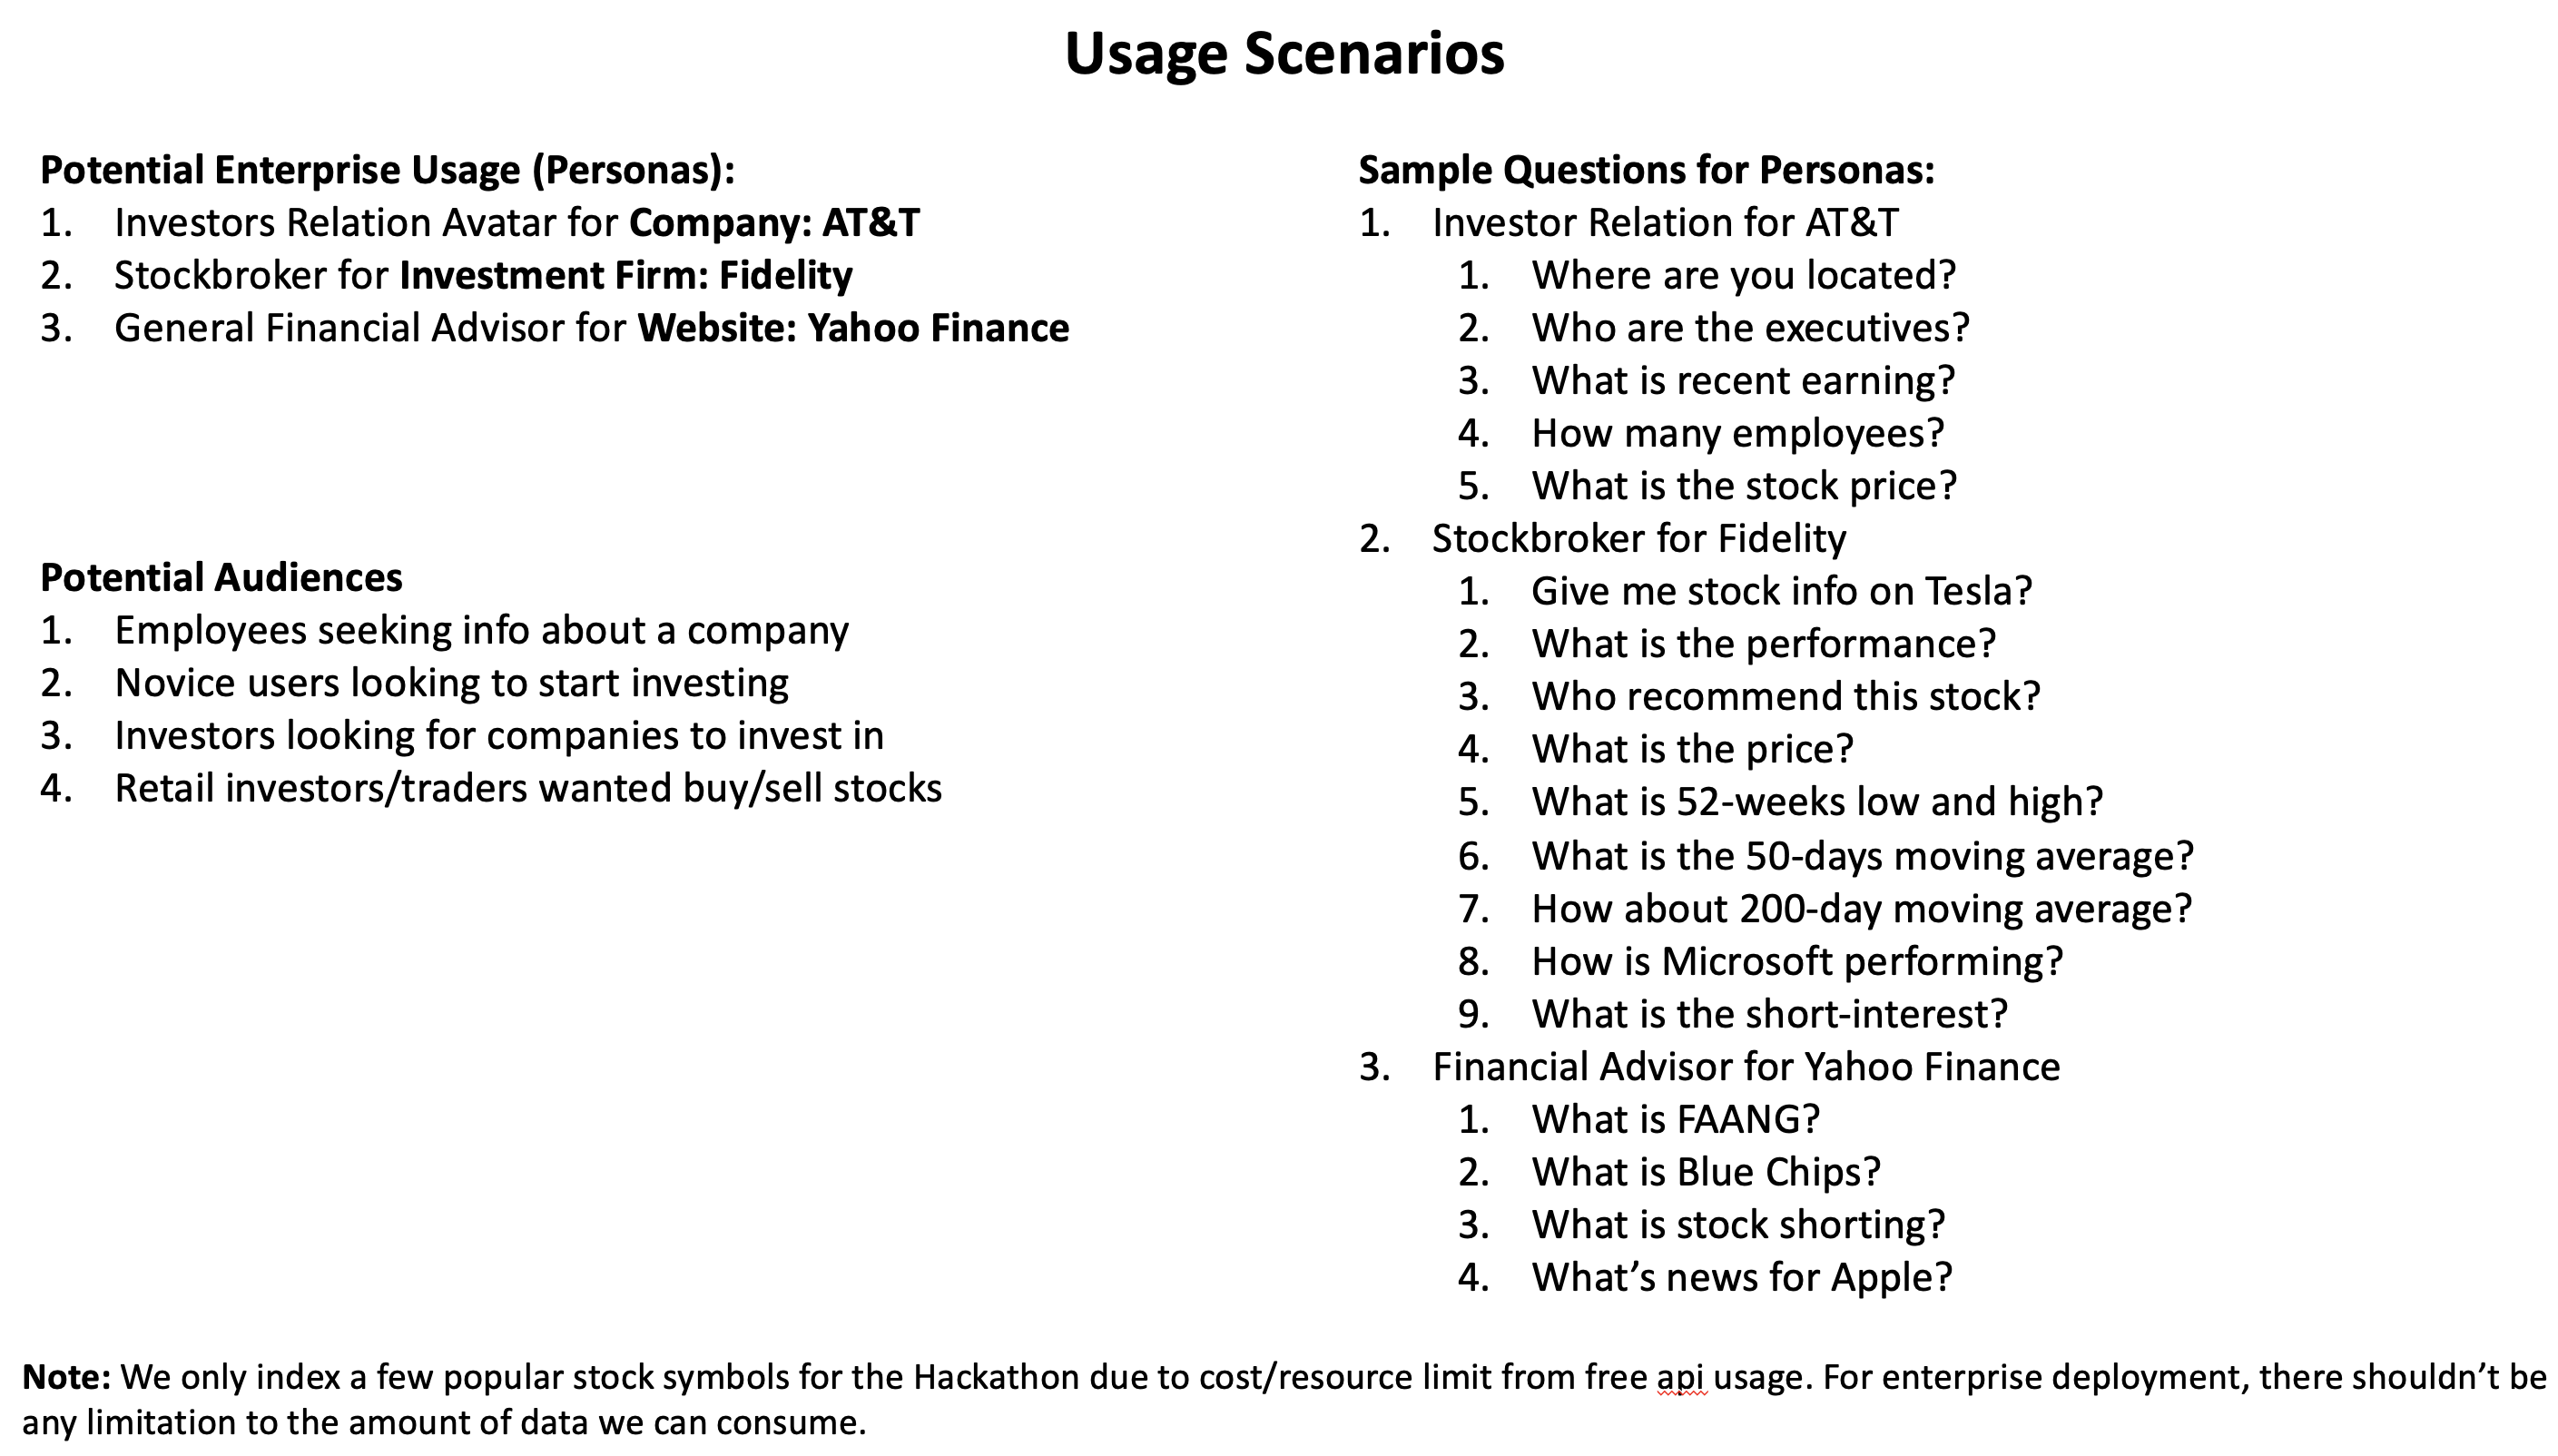 Usage Scenarios
Potential Enterprise Usage (Personas):
1. Investors Relation Avatar for Company: AT&T
2. Stockbroker for Investment Firm: Fidelity
3. General Financial Advisor for Website: Yahoo Finance
Potential Audiences
1. Employees seeking info about a company
2. Novice users looking to start investing
3. Investors looking for companies to invest in
4. Retail investors/traders wanted buy/sell stocks
Sample Questions for Personas:
1. Investor Relation for AT&T
1. Where are you located?
2. Who are the executives?
3. What is recent earning?
4. How many employees?
5. What is the stock price?
2. Stockbroker for Fidelity
1. Give me stock info on Tesla?
2. What is the performance?
3. Who recommend this stock?
4. What is the price?
5. What is 52-weeks low and high?
6. What is the 50-days moving average?
7. How about 200-day moving average?
8. How is Microsoft performing?
9. What is the short-interest?
3. Financial Advisor for Yahoo Finance
1. What is FAANG?
2. What is Blue Chips?
3. What is stock shorting?
4. What’s news for Apple?
Note: We only index a few popular stock symbols for the Hackathon due to cost/resource limit from free api usage. For enterprise deployment, there shouldn’t be
any limitation to the amount of data we can consume.